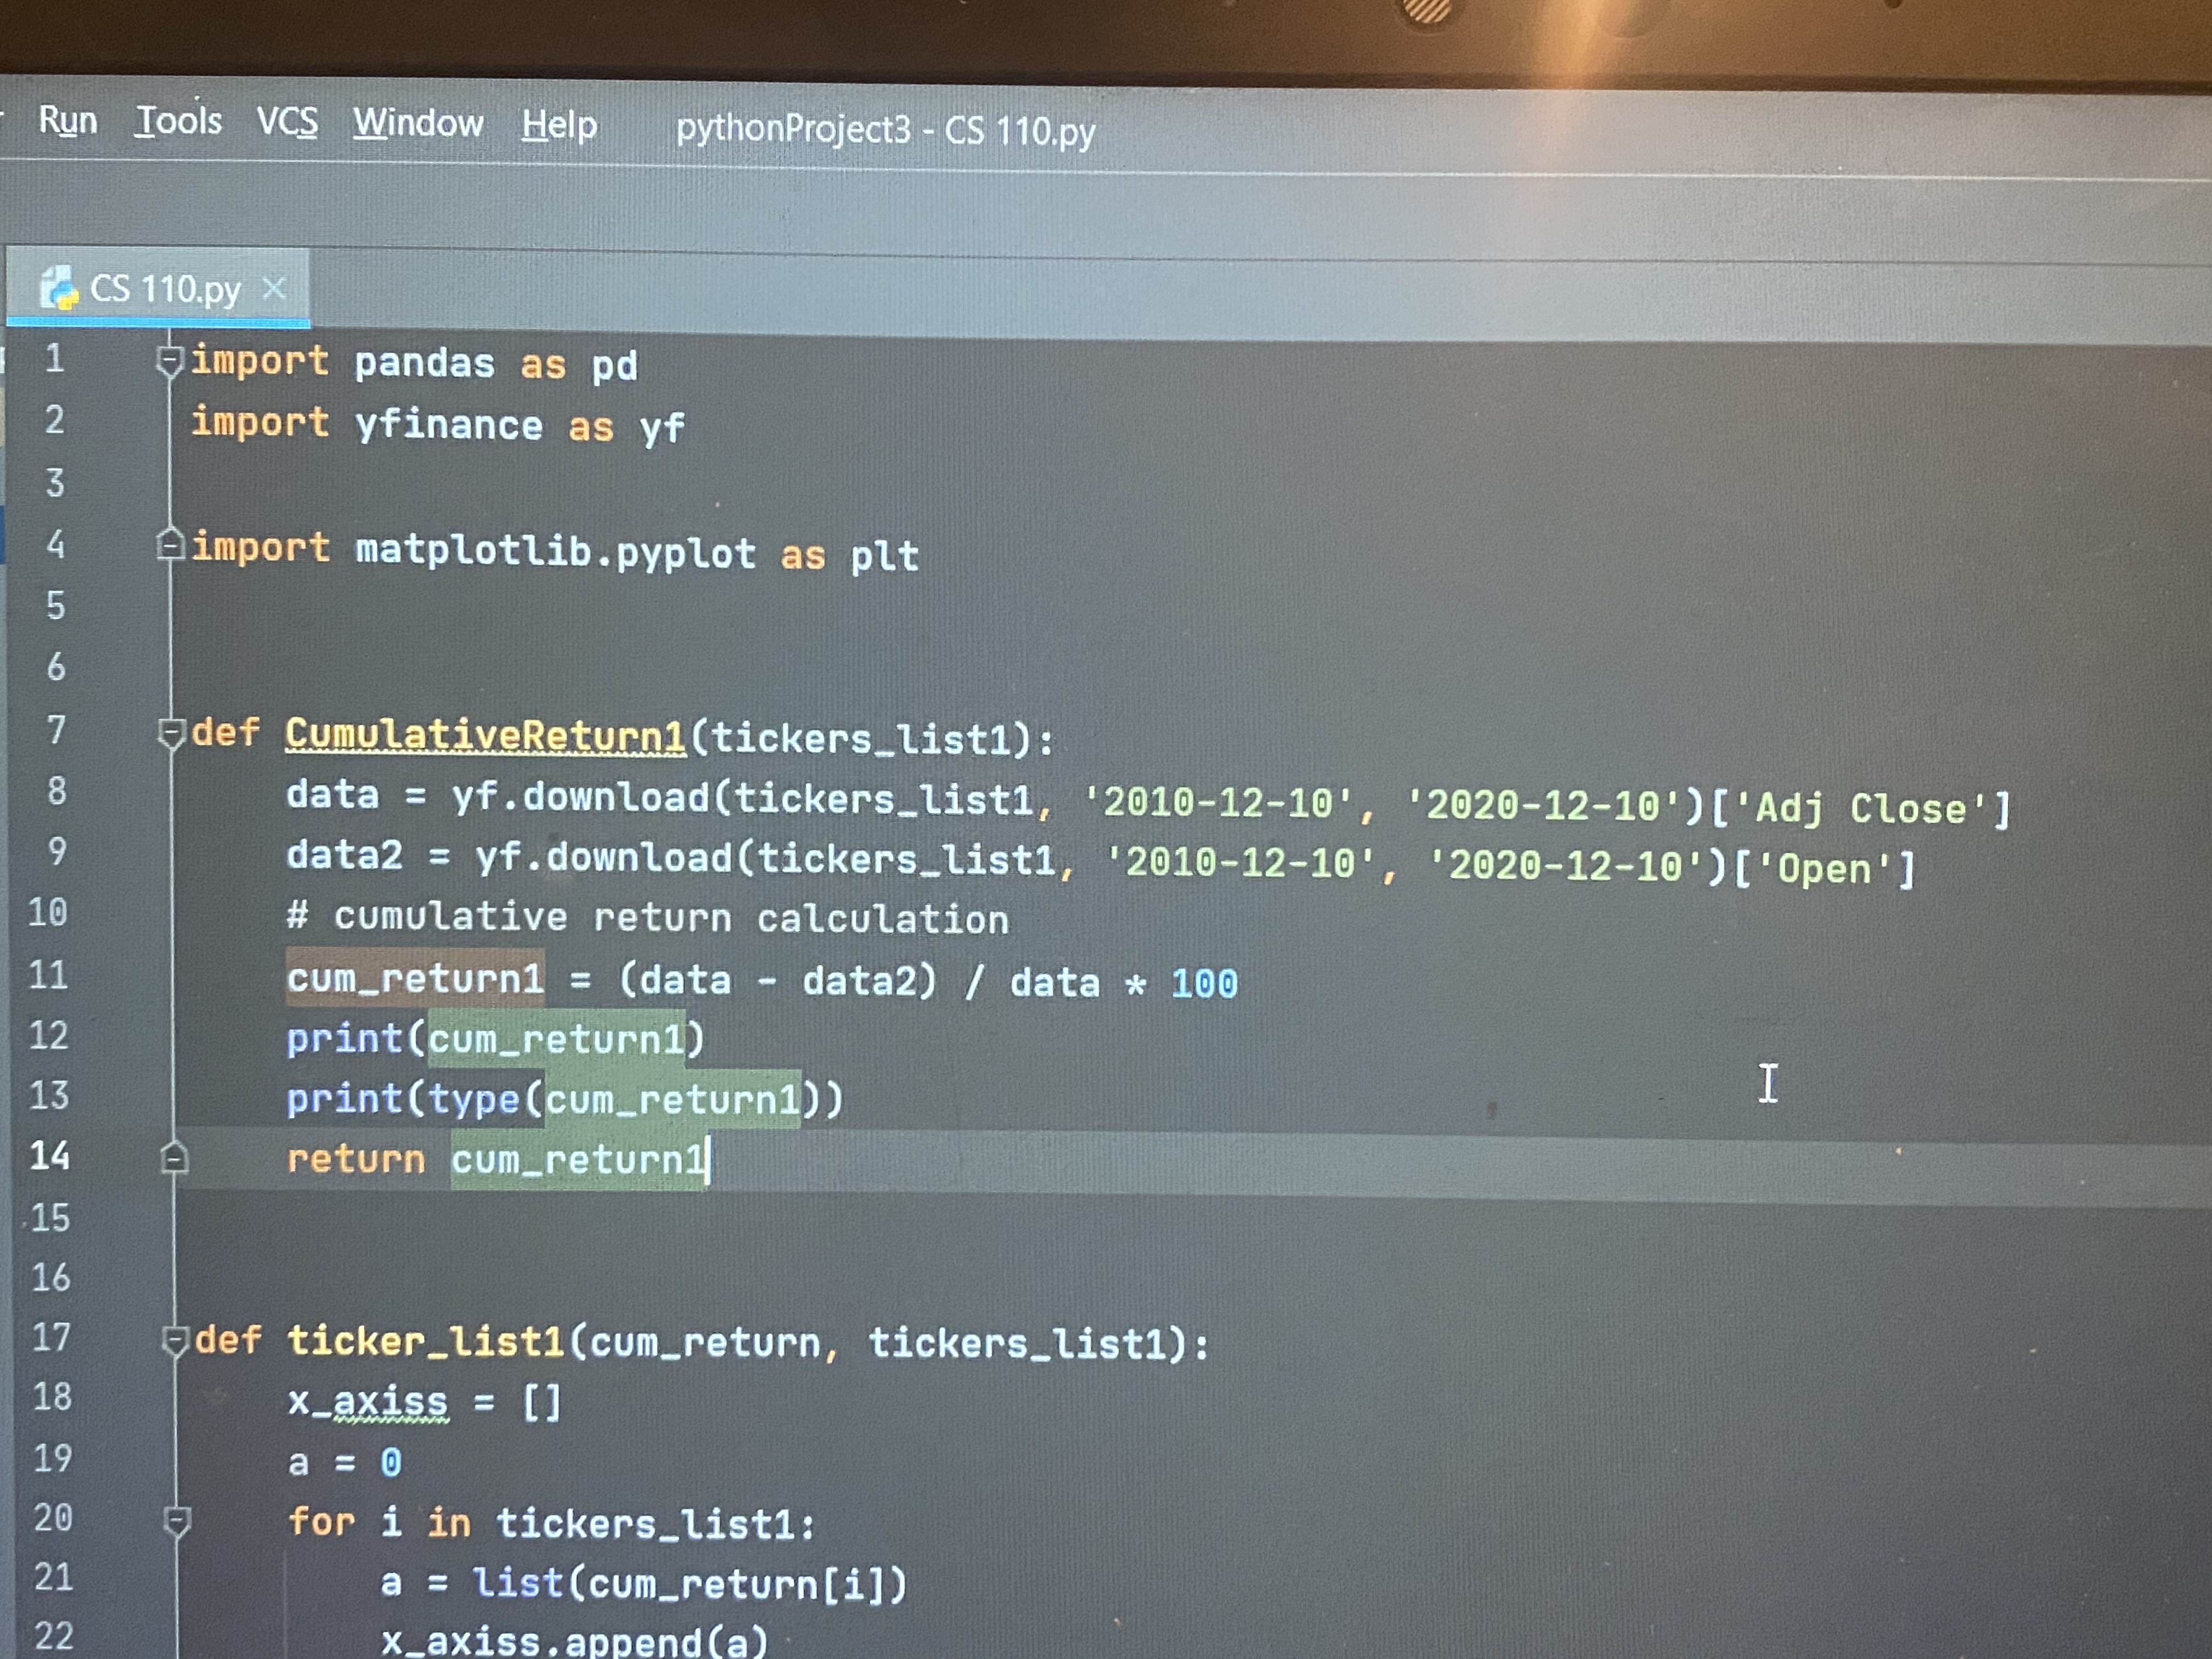 Run Tools VCS Window Help pythonProject3 - CS 110.py
CS 110.py
1 import pandas as pd
2 import yfinance as yf
3
4 import matplotlib.pyplot as plt
5
6
7 def CumulativeReturn1(tickers_list1):
8 data = yf.download(tickers_list1, '2010-12-10', '2020-12-10')['Adj Close']
9 data2 = yf.download(tickers_list1, '2010-12-10', '2020-12-10')['Open']
10 # cumulative return calculation
11 cum_return1 = (data - data2) / data * 100
12 print(cum_return1)
13 print(type(cum_return1))
14 return cum_return1
15
16
17 def ticker_list1(cum_return, tickers_list1):
18 x_axiss = []
19 a = 0
20 for i in tickers_list1:
21 a = list(cum_return[i])
22 x_axiss.append(a)